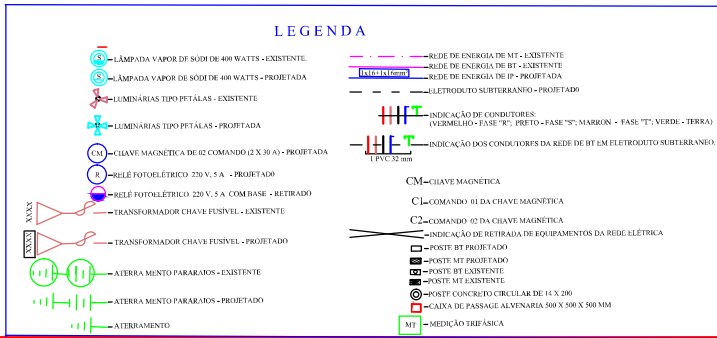 LEGENDA
S LÂMPADA VAPOR DE SÓDI DE 400 WATTS - EXISTENTE.
S LÂMPADA VAPOR DE SÓDI DE 400 WATTS - PROJETADA
LUMINÁRIAS TIPO PETÁLAS - EXISTENTE
LUMINÁRIAS TIPO PETÁLAS - PROJETADA
CM CHAVE MAGNÉTICA DE 02 COMANDO (2 X 30 A) - PROJETADA
R RELÉ FOTOELÉTRICO 220 V, 5 A - PROJETADO
RELÉ FOTOELÉTRICO 220 V, 5 A COM BASE - RETIRADO
XXXX TRANSFORMADOR CHAVE FUSÍVEL - EXISTENTE
XXXX TRANSFORMADOR CHAVE FUSÍVEL - PROJETADO
ATERRA MENTO PARARAIOS - EXISTENTE
ATERRA MENTO PARARAIOS - PROJETADO
ATERRAMENTO
REDE DE ENERGIA DE MT - EXISTENTE
REDE DE ENERGIA DE BT - EXISTENTE
1x16+1x16mm² REDE DE ENERGIA DE IP - PROJETADA
ELETRODUTO SUBTERRANEO - PROJETADO
INDICAÇÃO DE CONDUTORES:
(VERMELHO - FASE "R"; PRETO - FASE "S"; MARRON - FASE "T"; VERDE - TERRA)
INDICAÇÃO DOS CONDUTORES DA REDE DE BT EM ELETRODUTO SUBTERRANEO.
1 PVC 32 mm
CM CHAVE MAGNÉTICA
C1 COMANDO 01 DA CHAVE MAGNÉTICA
C2 COMANDO 02 DA CHAVE MAGNÉTICA
INDICAÇÃO DE RETIRADA DE EQUIPAMENTOS DA REDE ELÉTRICA
POSTE BT PROJETADO
POSTE MT PROJETADO
POSTE BT EXISTENTE
POSTE MT EXISTENTE
POSTE CONCRETO CIRCULAR DE 14 X 200
CAIXA DE PASSAGE ALVENARIA 500 X 500 X 500 MM
MT MEDIÇÃO TRIFÁSICA